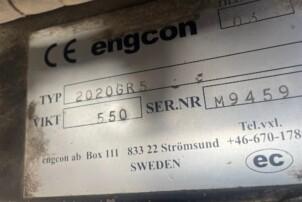 CE engcon
03
TYP 2020GR5
VIKT 550 SER.NR M9459
Tel.vxl.
engcon ab Box 111 833 22 Strömsund +46-670-178
SWEDEN ec